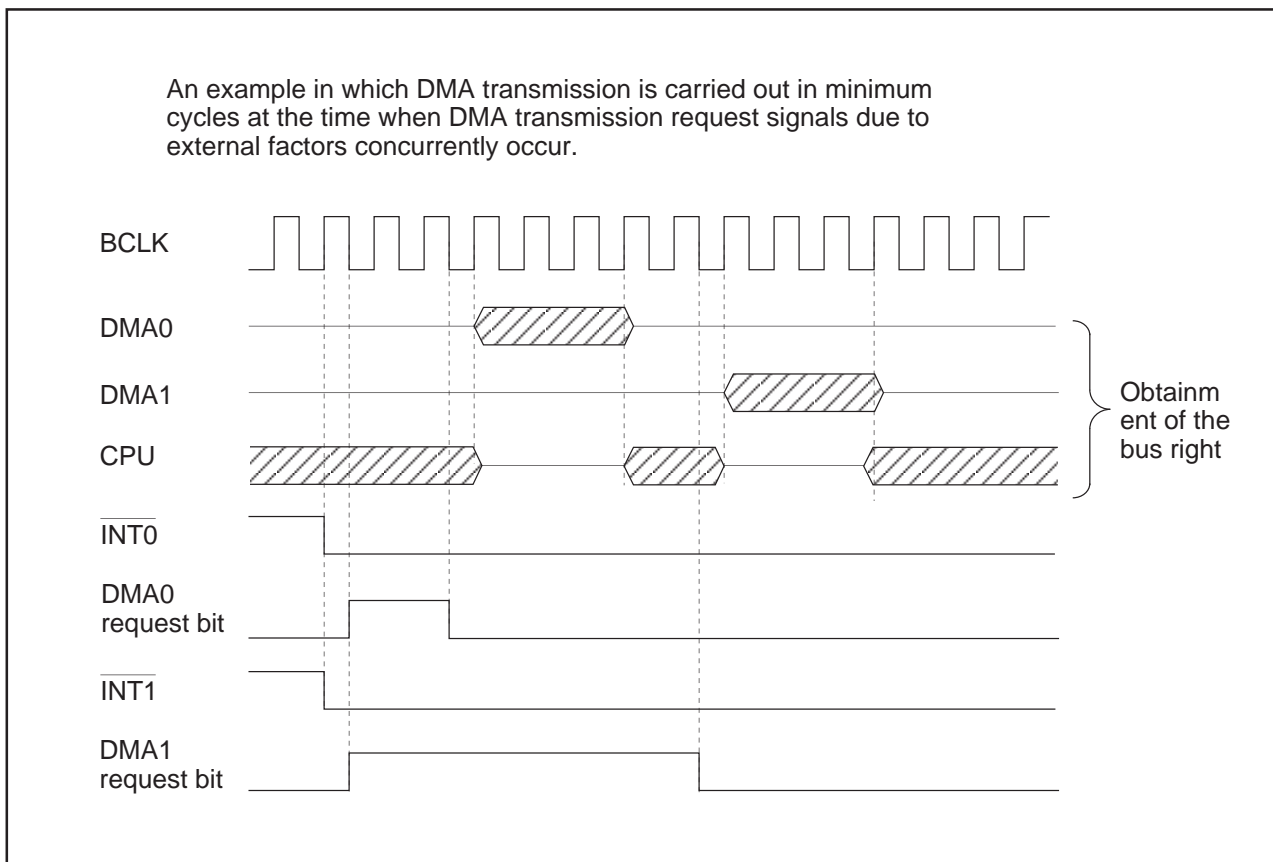 An example in which DMA transmission is carried out in minimum
cycles at the time when DMA transmission request signals due to
external factors concurrently occur.
BCLK
DMA0
DMA1
CPU
Obtainm
ent of the
bus right
INT0
DMA0
request bit
INT1
DMA1
request bit